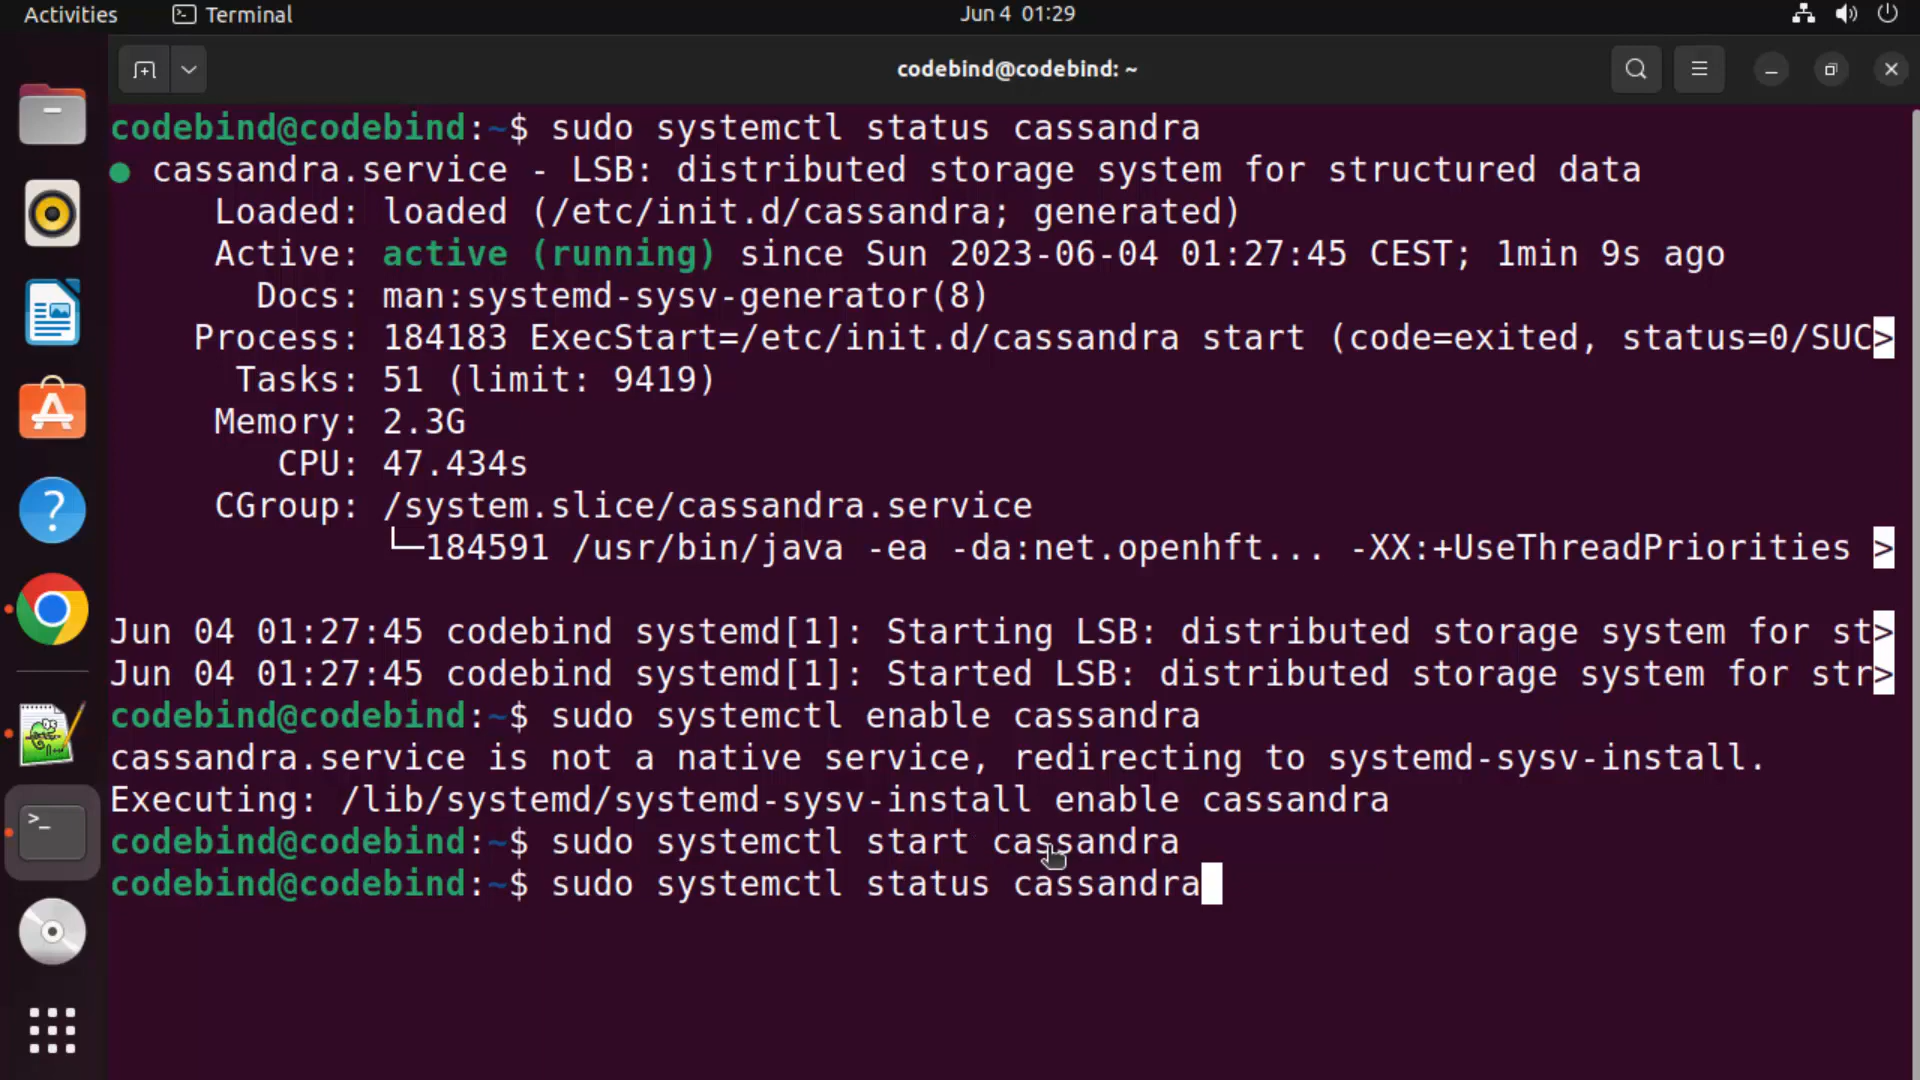 Activities Terminal Jun 4 01:29
codebind@codebind: ~
codebind@codebind:~$ sudo systemctl status cassandra
● cassandra.service - LSB: distributed storage system for structured data
Loaded: loaded (/etc/init.d/cassandra; generated)
Active: active (running) since Sun 2023-06-04 01:27:45 CEST; 1min 9s ago
Docs: man:systemd-sysv-generator(8)
Process: 184183 ExecStart=/etc/init.d/cassandra start (code=exited, status=0/SUC>
Tasks: 51 (limit: 9419)
Memory: 2.3G
CPU: 47.434s
CGroup: /system.slice/cassandra.service
└─184591 /usr/bin/java -ea -da:net.openhft... -XX:+UseThreadPriorities >
Jun 04 01:27:45 codebind systemd[1]: Starting LSB: distributed storage system for st>
Jun 04 01:27:45 codebind systemd[1]: Started LSB: distributed storage system for str>
codebind@codebind:~$ sudo systemctl enable cassandra
cassandra.service is not a native service, redirecting to systemd-sysv-install.
Executing: /lib/systemd/systemd-sysv-install enable cassandra
codebind@codebind:~$ sudo systemctl start cassandra
codebind@codebind:~$ sudo systemctl status cassandra